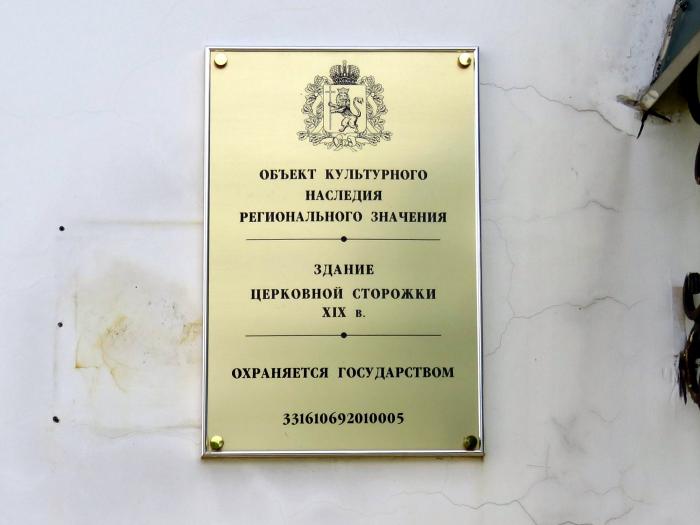 ОБЪЕКТ КУЛЬТУРНОГО
НАСЛЕДИЯ
РЕГИОНАЛЬНОГО ЗНАЧЕНИЯ
ЗДАНИЕ
ЦЕРКОВНОЙ СТОРОЖКИ
XIX в.
ОХРАНЯЕТСЯ ГОСУДАРСТВОМ
331610692010005